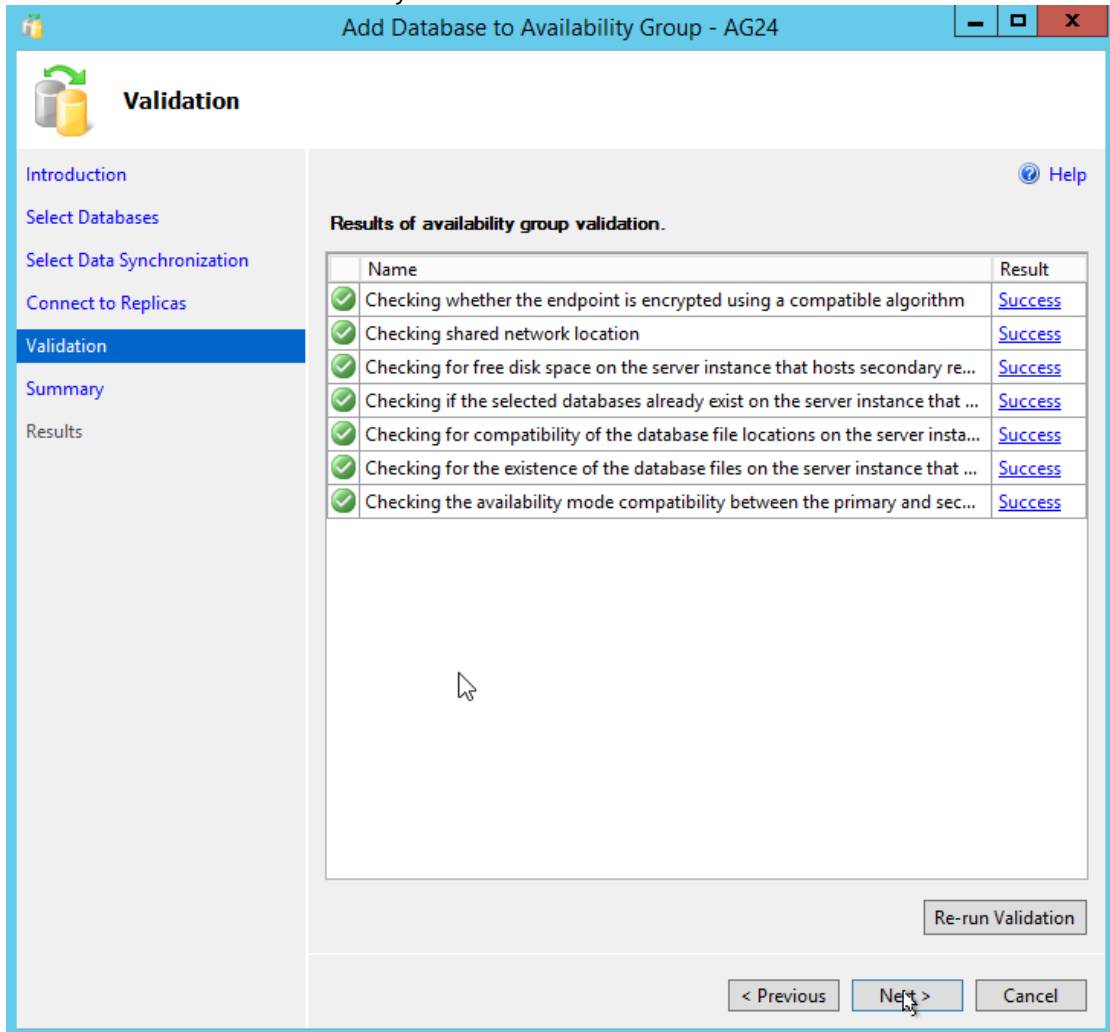 Add Database to Availability Group - AG24
Validation
Introduction
Select Databases
Select Data Synchronization
Connect to Replicas
Validation
Summary
Results
Help
Results of availability group validation.
Name Result
Checking whether the endpoint is encrypted using a compatible algorithm Success
Checking shared network location Success
Checking for free disk space on the server instance that hosts secondary re... Success
Checking if the selected databases already exist on the server instance that ... Success
Checking for compatibility of the database file locations on the server insta... Success
Checking for the existence of the database files on the server instance that ... Success
Checking the availability mode compatibility between the primary and sec... Success
Re-run Validation
< Previous Next > Cancel